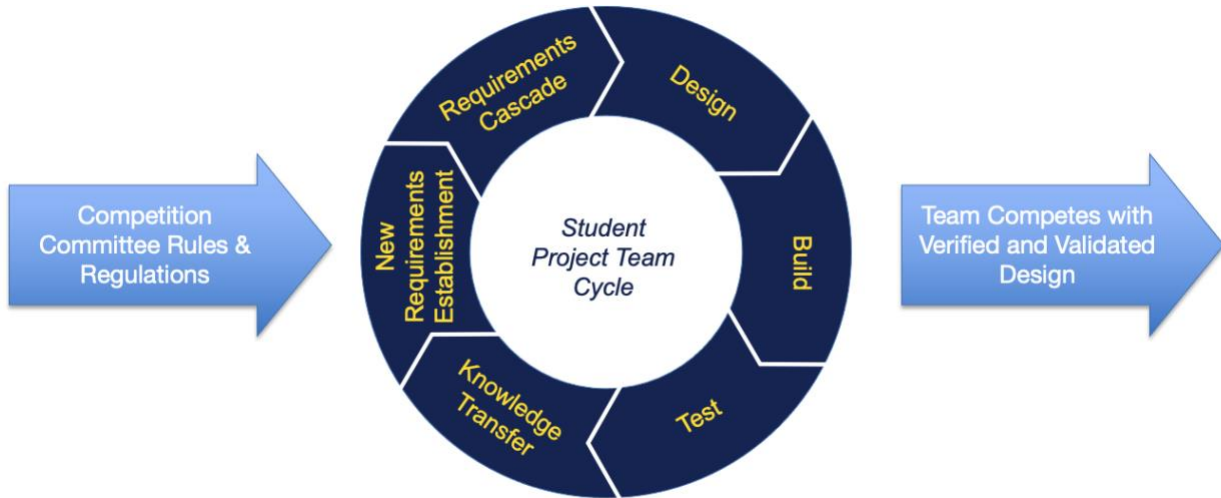 Competition
Committee Rules &
Regulations
Requirements
Cascade
Design
Build
Test
Knowledge
Transfer
New
Requirements
Establishment
Student
Project Team
Cycle
Team Competes with
Verified and Validated
Design